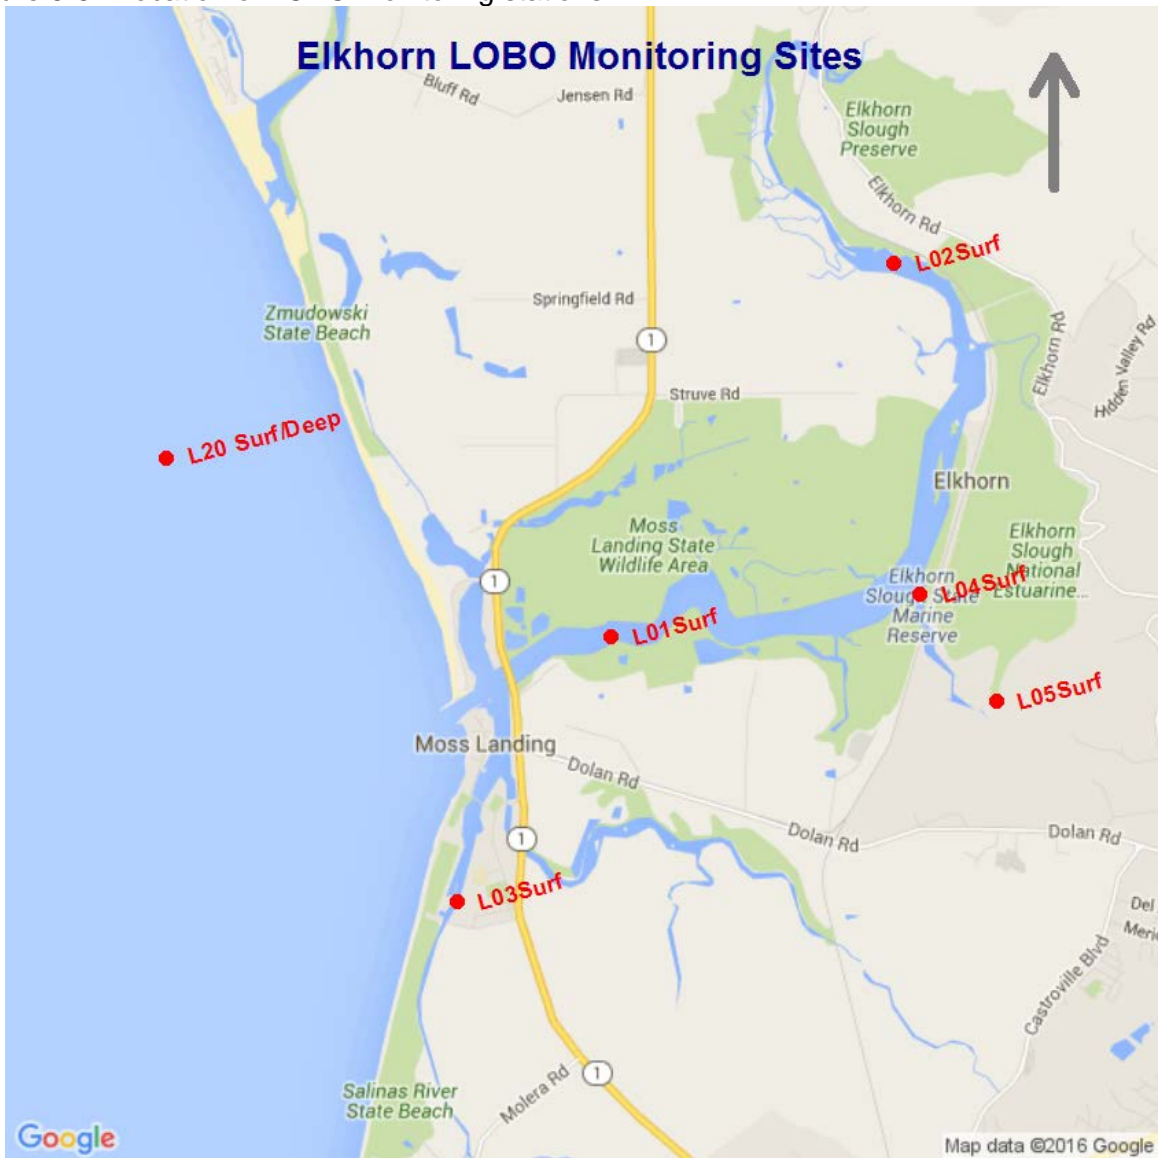 Elkhorn LOBO Monitoring Sites
Bluff Rd
Jensen Rd
Elkhorn
Slough
Preserve
Elkhorn Rd
L02Surf
Springfield Rd
Zmudowski
State Beach
1
Elkhorn Rd
Hidden Valley Rd
Struve Rd
L20 Surf/Deep
Elkhorn
Moss
Landing State
Wildlife Area
Elkhorn
Slough
National
Estuarine...
1
Elkhorn
Slough State
Marine
Reserve
L04Surf
L01Surf
L05Surf
Moss Landing
Dolan Rd
Dolan Rd
Dolan Rd
1
L03Surf
Del
Castroville Blvd
Molera Rd
1
Salinas River
State Beach
Google
Map data ©2016 Google